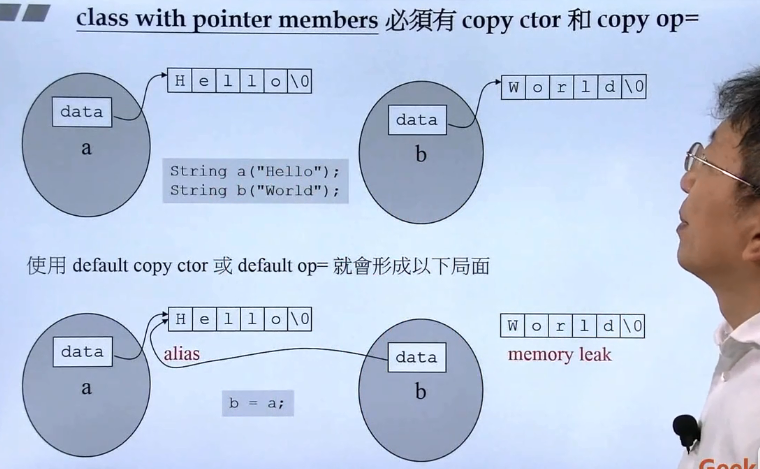 class with pointer members 必須有 copy ctor 和 copy op=
H e l l o \0
W o r l d \0
data
data
a
b
String a("Hello");
String b("World");
使用 default copy ctor 或 default op= 就會形成以下局面
H e l l o \0
W o r l d \0
data
alias
data
memory leak
a
b
b = a;
Geek